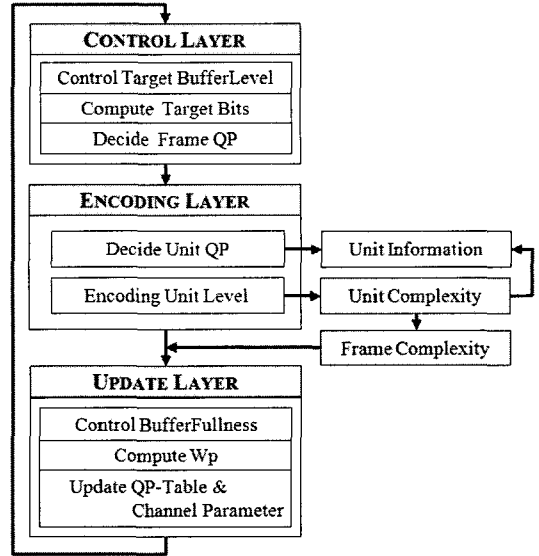 CONTROL LAYER
Control Target BufferLevel
Compute Target Bits
Decide Frame QP
ENCODING LAYER
Decide Unit QP
Unit Information
Encoding Unit Level
Unit Complexity
Frame Complexity
UPDATE LAYER
Control BufferFullness
Compute Wp
Update QP-Table &
Channel Parameter